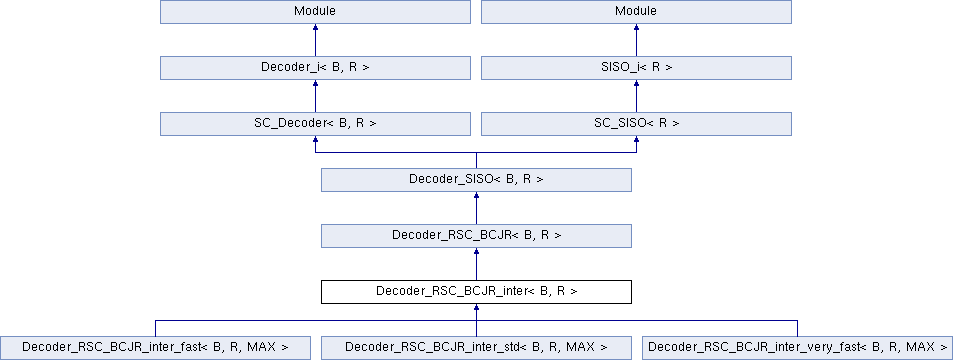 Module
Module
Decoder_i< B, R >
SISO_i< R >
SC_Decoder< B, R >
SC_SISO< R >
Decoder_SISO< B, R >
Decoder_RSC_BCJR< B, R >
Decoder_RSC_BCJR_inter< B, R >
Decoder_RSC_BCJR_inter_fast< B, R, MAX >
Decoder_RSC_BCJR_inter_std< B, R, MAX >
Decoder_RSC_BCJR_inter_very_fast< B, R, MAX >